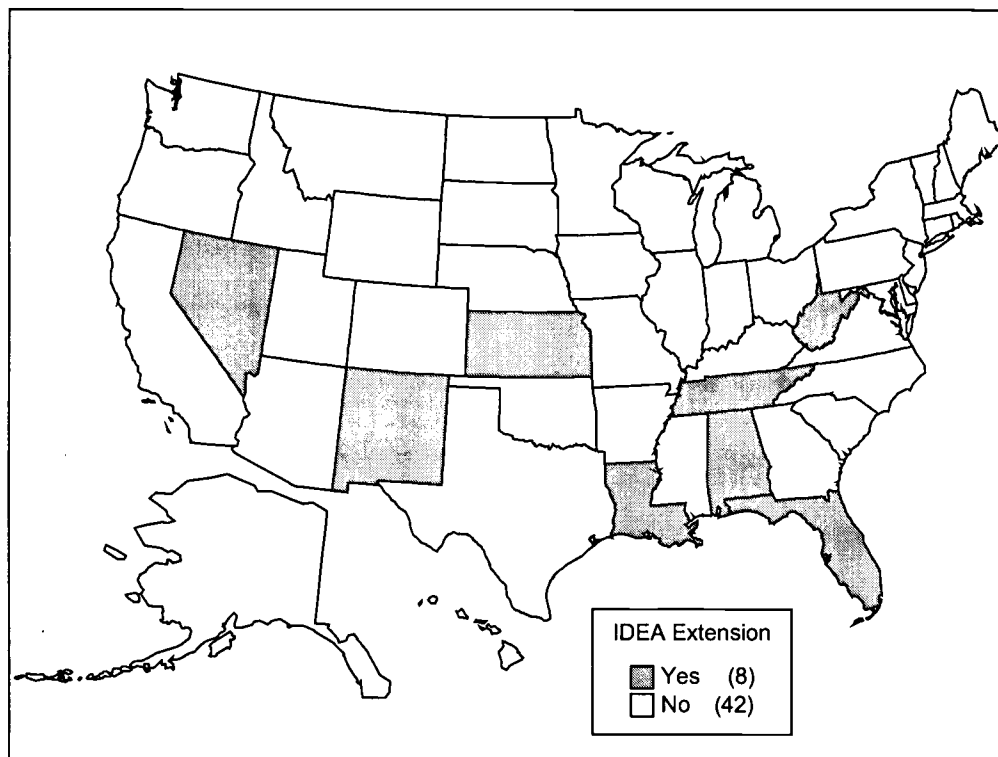 IDEA Extension
Yes (8)
No (42)